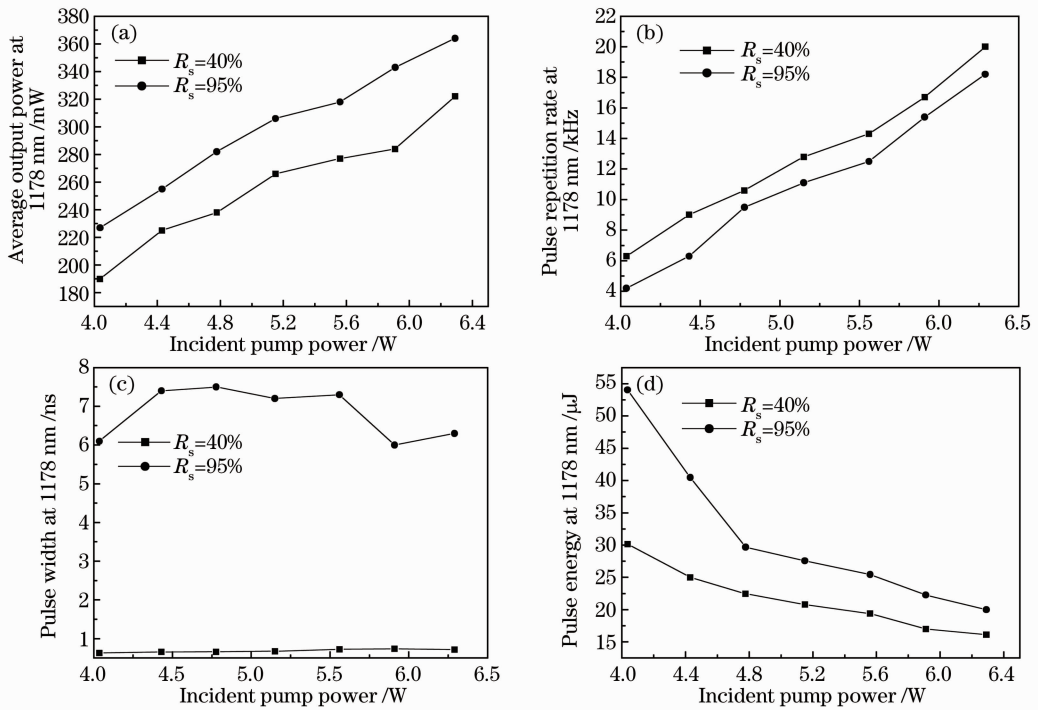 380
360
340
320
300
280
260
240
220
200
180
(a)
Rs=40%
Rs=95%
Average output power at
1178 nm /mW
4.0 4.4 4.8 5.2 5.6 6.0 6.4
Incident pump power /W
22
20
18
16
14
12
10
8
6
4
(b)
Rs=40%
Rs=95%
Pulse repetition rate at
1178 nm /kHz
4.0 4.5 5.0 5.5 6.0 6.5
Incident pump power /W
8
7
6
5
4
3
2
1
(c)
Rs=40%
Rs=95%
Pulse width at 1178 nm /ns
4.0 4.5 5.0 5.5 6.0 6.5
Incident pump power /W
55
50
45
40
35
30
25
20
15
(d)
Rs=40%
Rs=95%
Pulse energy at 1178 nm /μJ
4.0 4.4 4.8 5.2 5.6 6.0 6.4
Incident pump power /W